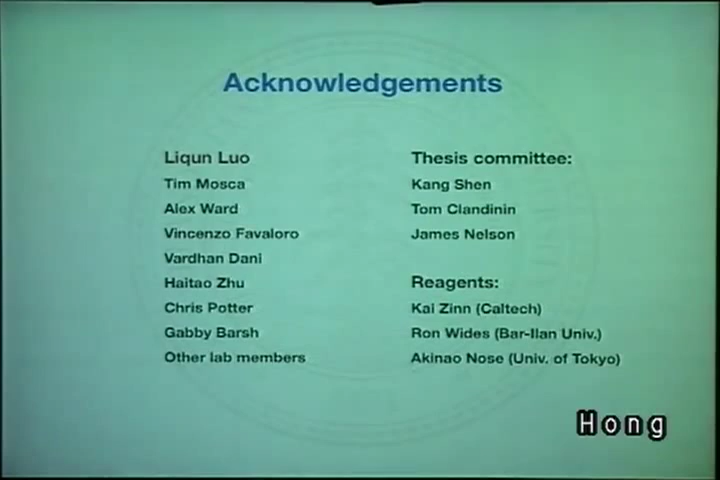 Acknowledgements
Liqun Luo
Tim Mosca
Alex Ward
Vincenzo Favaloro
Vardhan Dani
Haitao Zhu
Chris Potter
Gabby Barsh
Other lab members
Thesis committee:
Kang Shen
Tom Clandinin
James Nelson
Reagents:
Kai Zinn (Caltech)
Ron Wides (Bar-Ilan Univ.)
Akinao Nose (Univ. of Tokyo)
Hong